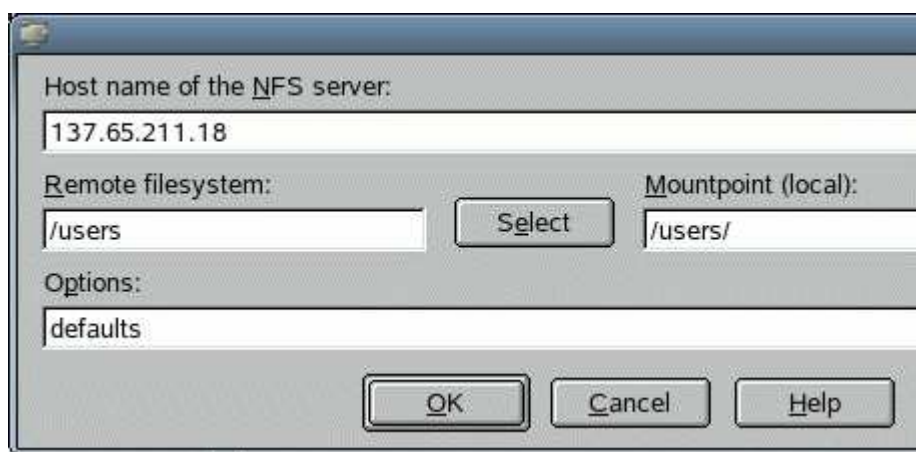 Host name of the NFS server:
137.65.211.18
Remote filesystem:
/users
Select
Mountpoint (local):
/users/
Options:
defaults
OK
Cancel
Help